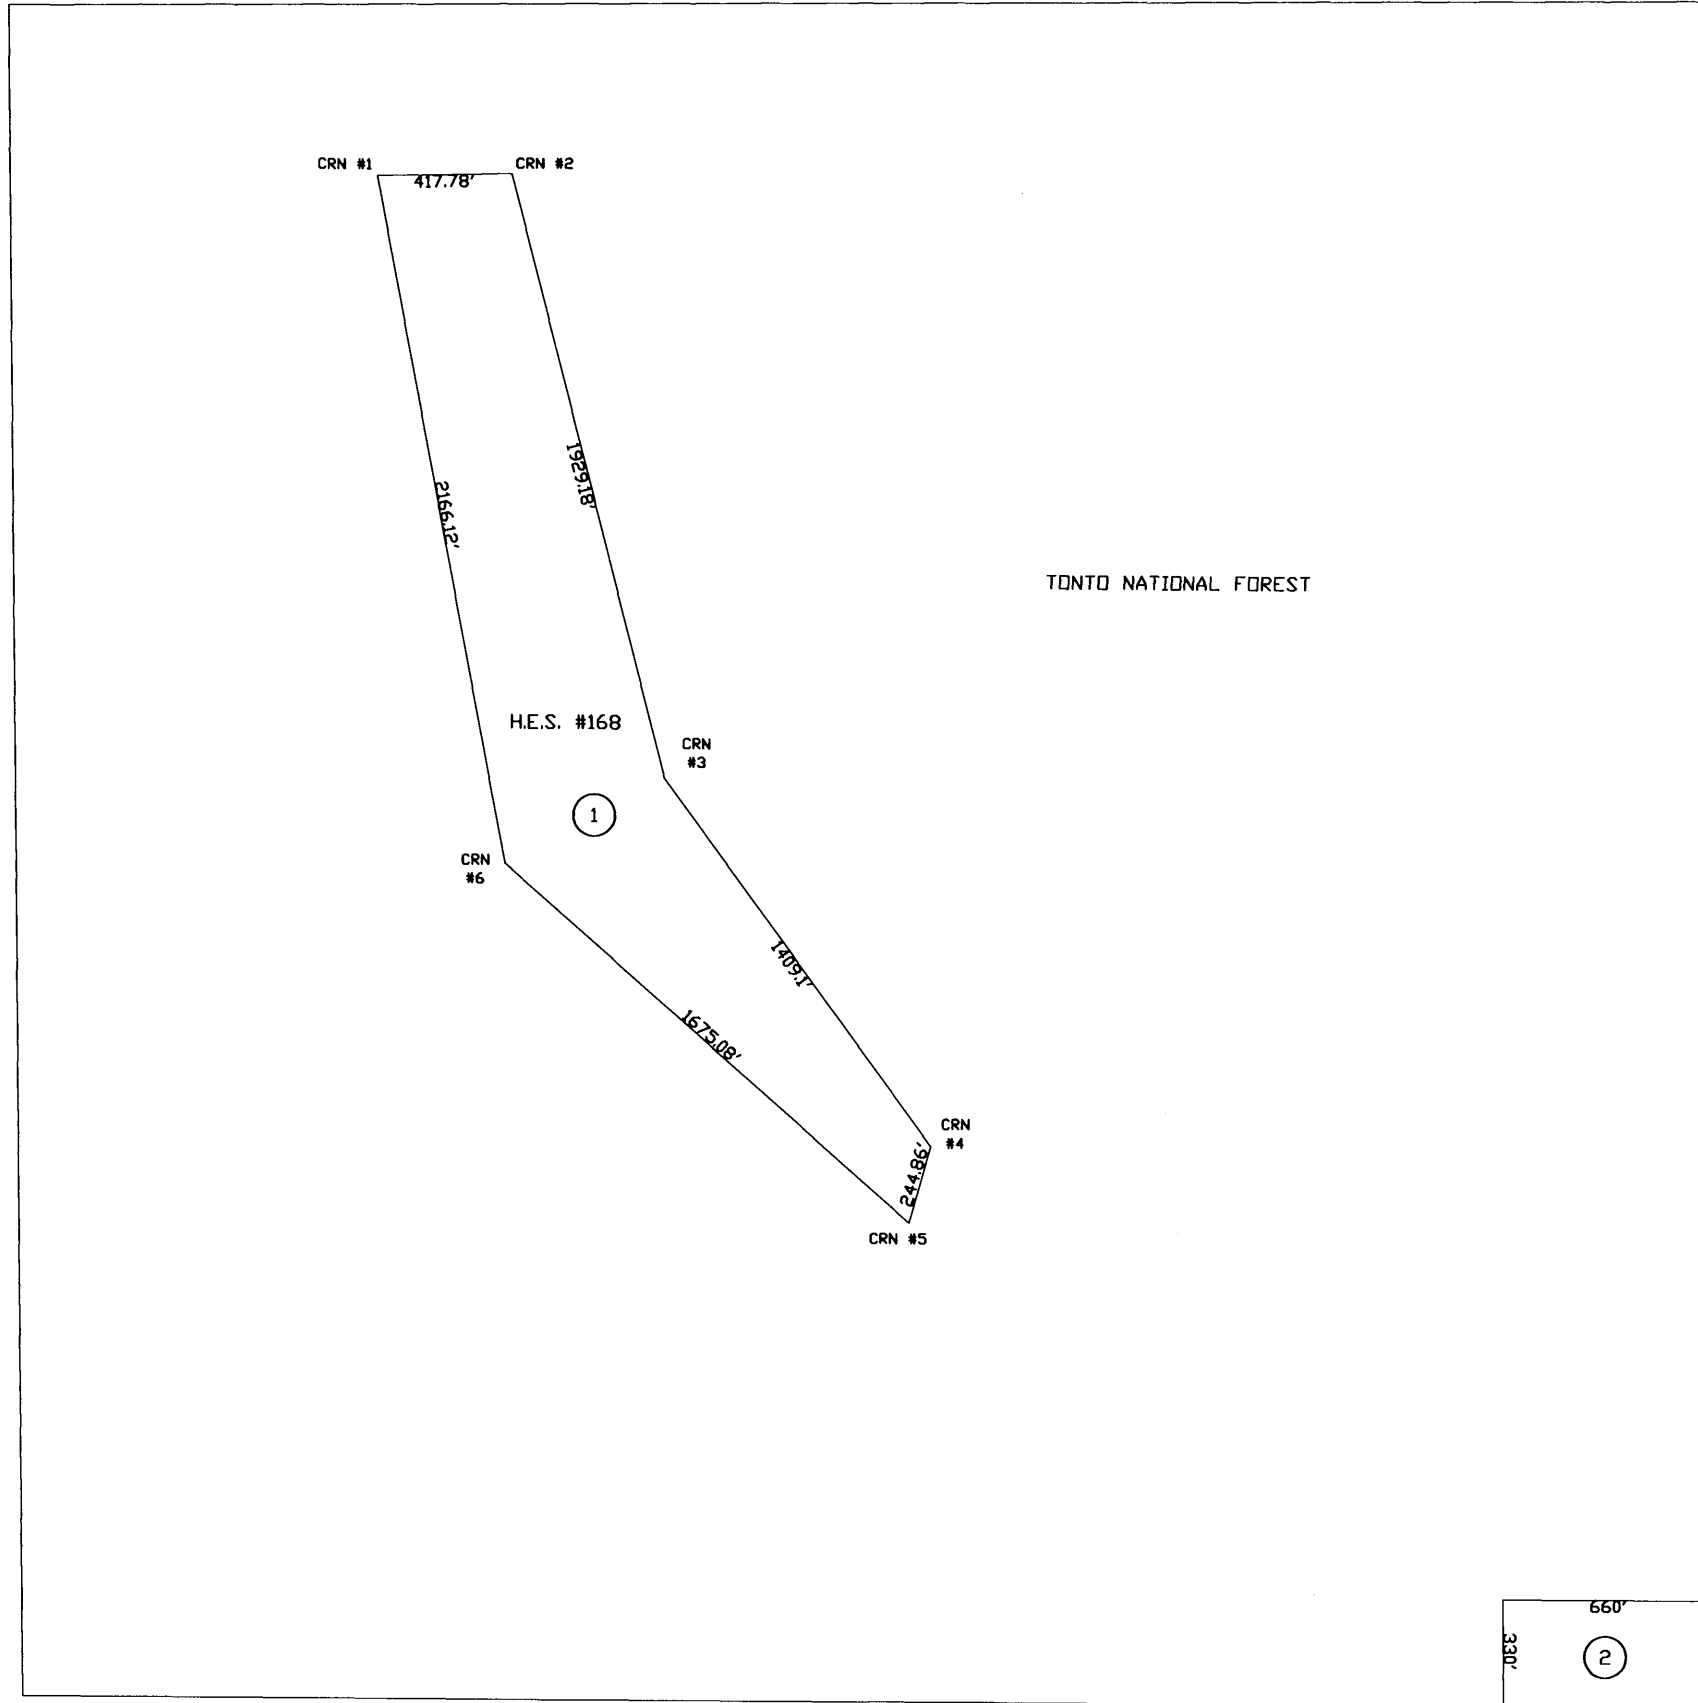 CRN #1
CRN #2
417.78'
1929.18'
2166.12'
TONTO NATIONAL FOREST
H.E.S. #168
CRN
#3
1
CRN
#6
1409.1'
1675.08'
CRN
#4
244.86'
CRN #5
660'
330'
2